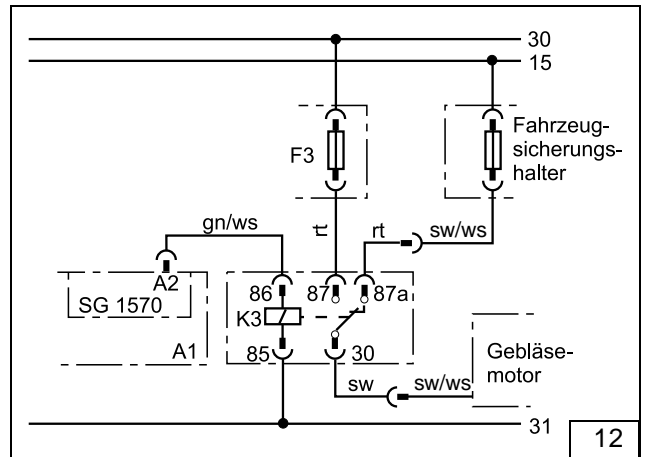 30
15
F3
Fahrzeug-
sicherungs-
halter
gn/ws
rt
rt
sw/ws
A2
SG 1570
A1
86
87
87a
K3
85
30
Gebläse-
motor
sw
sw/ws
31
12